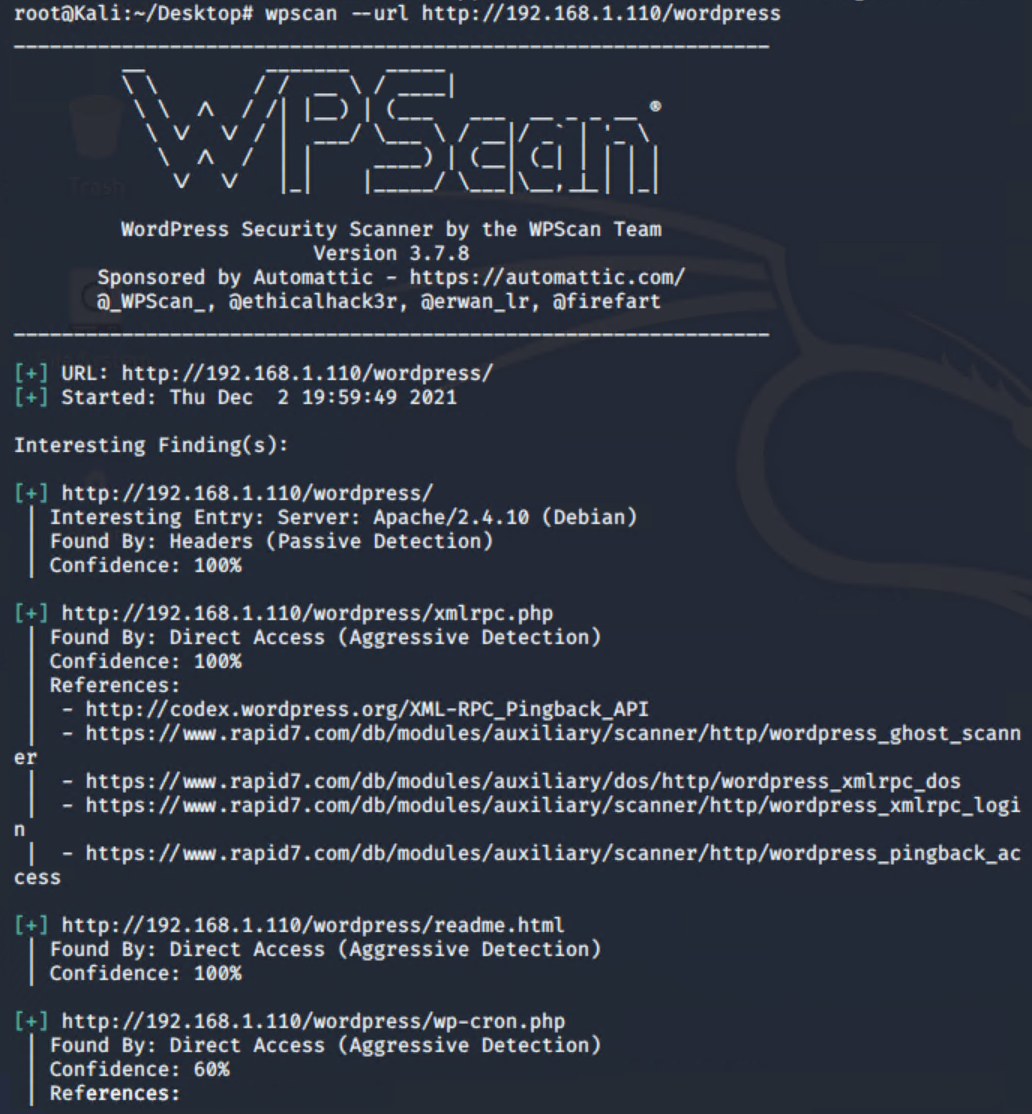 root@Kali:~/Desktop# wpscan --url http://192.168.1.110/wordpress
WPScan®
WordPress Security Scanner by the WPScan Team
Version 3.7.8
Sponsored by Automattic - https://automattic.com/
@_WPScan_, @ethicalhack3r, @erwan_lr, @firefart
[+] URL: http://192.168.1.110/wordpress/
[+] Started: Thu Dec  2 19:59:49 2021
Interesting Finding(s):
[+] http://192.168.1.110/wordpress/
| Interesting Entry: Server: Apache/2.4.10 (Debian)
| Found By: Headers (Passive Detection)
| Confidence: 100%
[+] http://192.168.1.110/wordpress/xmlrpc.php
| Found By: Direct Access (Aggressive Detection)
| Confidence: 100%
| References:
|  - http://codex.wordpress.org/XML-RPC_Pingback_API
|  - https://www.rapid7.com/db/modules/auxiliary/scanner/http/wordpress_ghost_scann
er
|  - https://www.rapid7.com/db/modules/auxiliary/dos/http/wordpress_xmlrpc_dos
|  - https://www.rapid7.com/db/modules/auxiliary/scanner/http/wordpress_xmlrpc_logi
n
|  - https://www.rapid7.com/db/modules/auxiliary/scanner/http/wordpress_pingback_ac
cess
[+] http://192.168.1.110/wordpress/readme.html
| Found By: Direct Access (Aggressive Detection)
| Confidence: 100%
[+] http://192.168.1.110/wordpress/wp-cron.php
| Found By: Direct Access (Aggressive Detection)
| Confidence: 60%
| References:
Trash